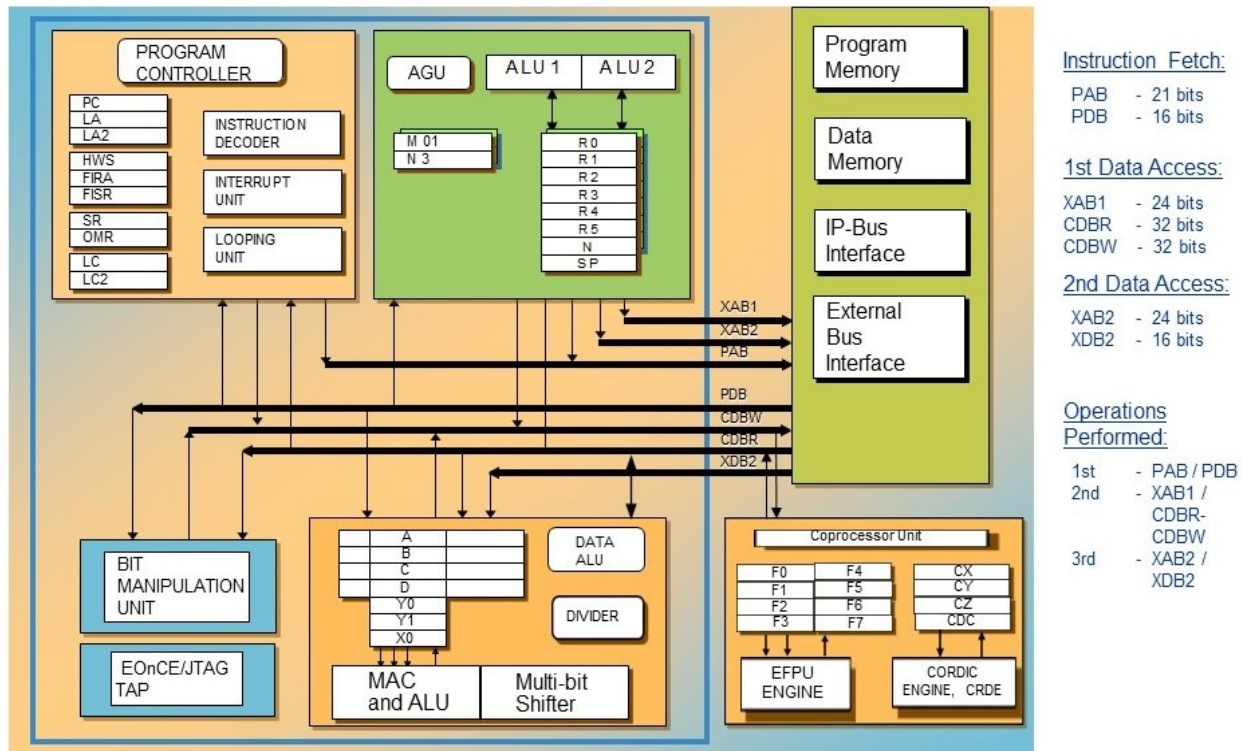 PROGRAM
CONTROLLER
PC
LA
LA2
HWS
FIRA
FISR
SR
OMR
LC
LC2
INSTRUCTION
DECODER
INTERRUPT
UNIT
LOOPING
UNIT
AGU
ALU 1
ALU 2
M 01
N 3
R 0
R 1
R 2
R 3
R 4
R 5
N
SP
Program
Memory
Data
Memory
IP-Bus
Interface
External
Bus
Interface
XAB1
XAB2
PAB
PDB
CDBW
CDBR
XDB2
BIT
MANIPULATION
UNIT
EOnCE/JTAG
TAP
A
B
C
D
Y0
Y1
X0
DATA
ALU
DIVIDER
MAC
and ALU
Multi-bit
Shifter
Coprocessor Unit
F0
F1
F2
F3
F4
F5
F6
F7
CX
CY
CZ
CDC
EFPU
ENGINE
CORDIC
ENGINE, CRDE
Instruction Fetch:
PAB - 21 bits
PDB - 16 bits
1st Data Access:
XAB1 - 24 bits
CDBR - 32 bits
CDBW - 32 bits
2nd Data Access:
XAB2 - 24 bits
XDB2 - 16 bits
Operations
Performed:
1st - PAB / PDB
2nd - XAB1 /
CDBR-
CDBW
3rd - XAB2 /
XDB2